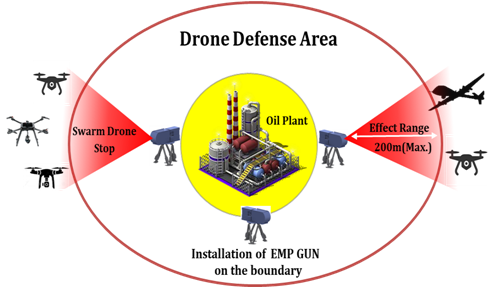 Drone Defense Area
Oil Plant
Swarm Drone
Stop
Effect Range
200m(Max.)
Installation of EMP GUN
on the boundary